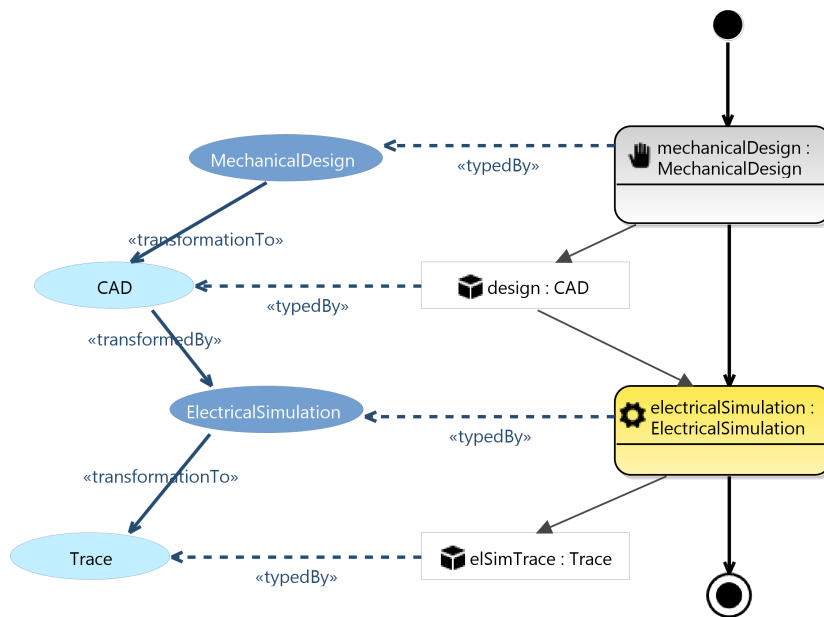 mechanicalDesign :
MechanicalDesign
MechanicalDesign
«typedBy»
«transformationTo»
CAD
design : CAD
«typedBy»
«transformedBy»
electricalSimulation :
ElectricalSimulation
ElectricalSimulation
«typedBy»
«transformationTo»
Trace
elSimTrace : Trace
«typedBy»